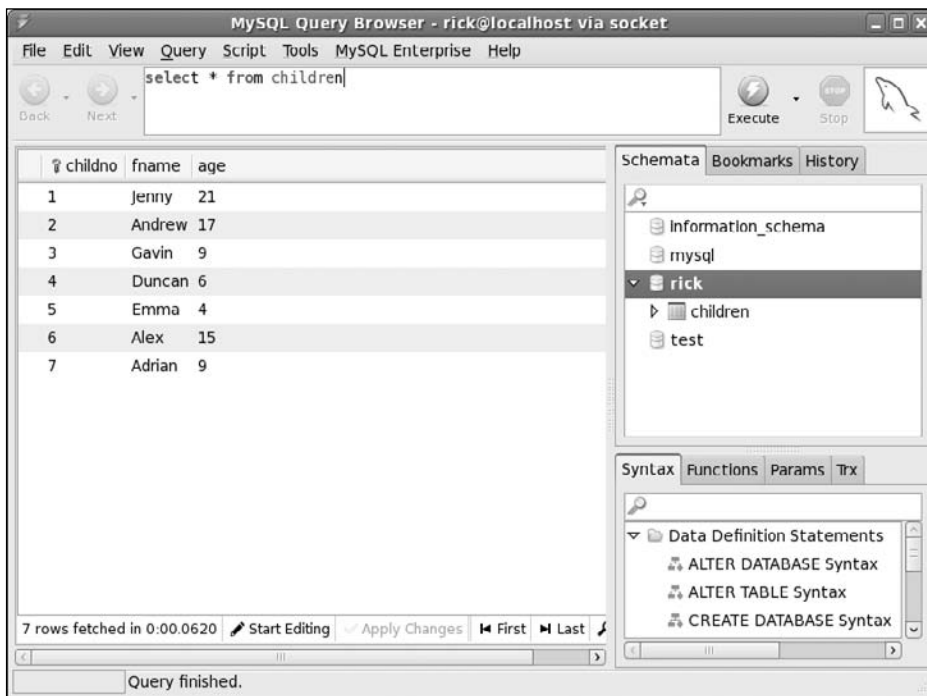 MySQL Query Browser - rick@localhost via socket
File Edit View Query Script Tools MySQL Enterprise Help
select * from children
Back Next Execute Stop
childno fname age
1 Jenny 21
2 Andrew 17
3 Gavin 9
4 Duncan 6
5 Emma 4
6 Alex 15
7 Adrian 9
7 rows fetched in 0:00.0620 Start Editing Apply Changes First Last
Schemata Bookmarks History
information_schema
mysql
rick
children
test
Syntax Functions Params Trx
Data Definition Statements
ALTER DATABASE Syntax
ALTER TABLE Syntax
CREATE DATABASE Syntax
Query finished.